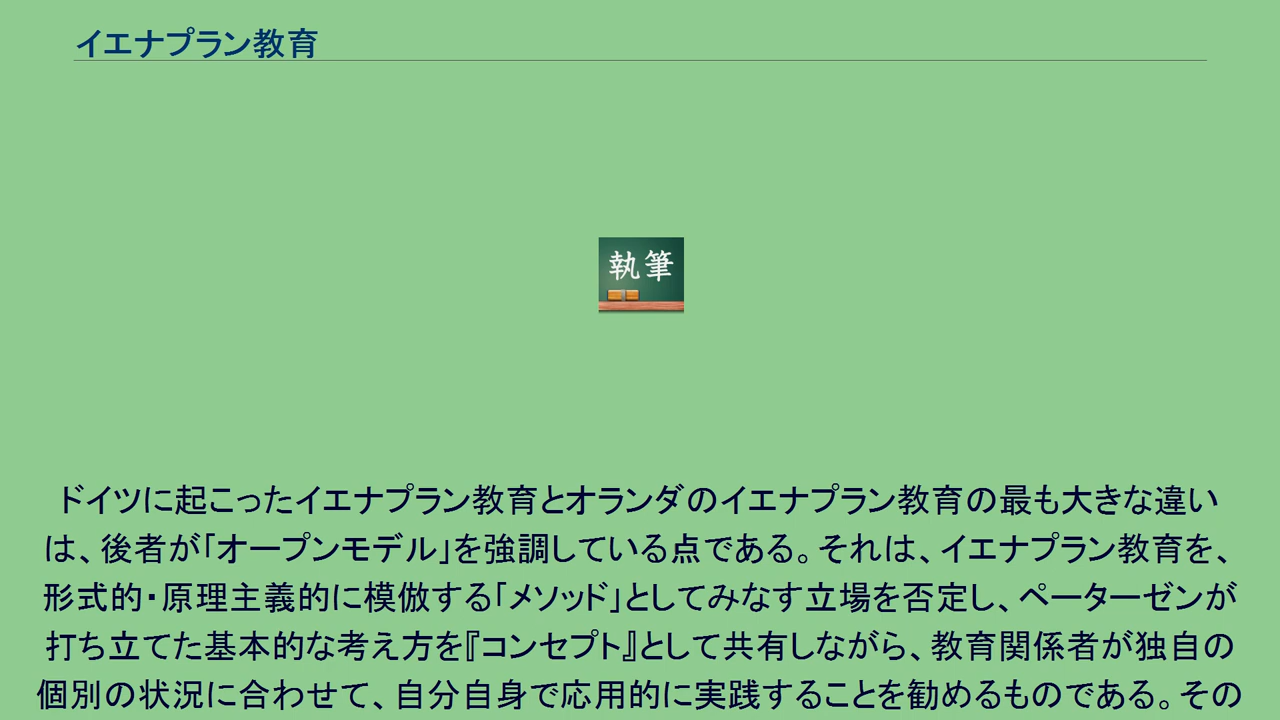 イエナプラン教育
執筆
ドイツに起こったイエナプラン教育とオランダのイエナプラン教育の最も大きな違い
は、後者が「オープンモデル」を強調している点である。それは、イエナプラン教育を、
形式的・原理主義的に模倣する「メソッド」としてみなす立場を否定し、ペーターゼンが
打ち立てた基本的な考え方を『コンセプト』として共有しながら、教育関係者が独自の
個別の状況に合わせて、自分自身で応用的に実践することを勧めるものである。その